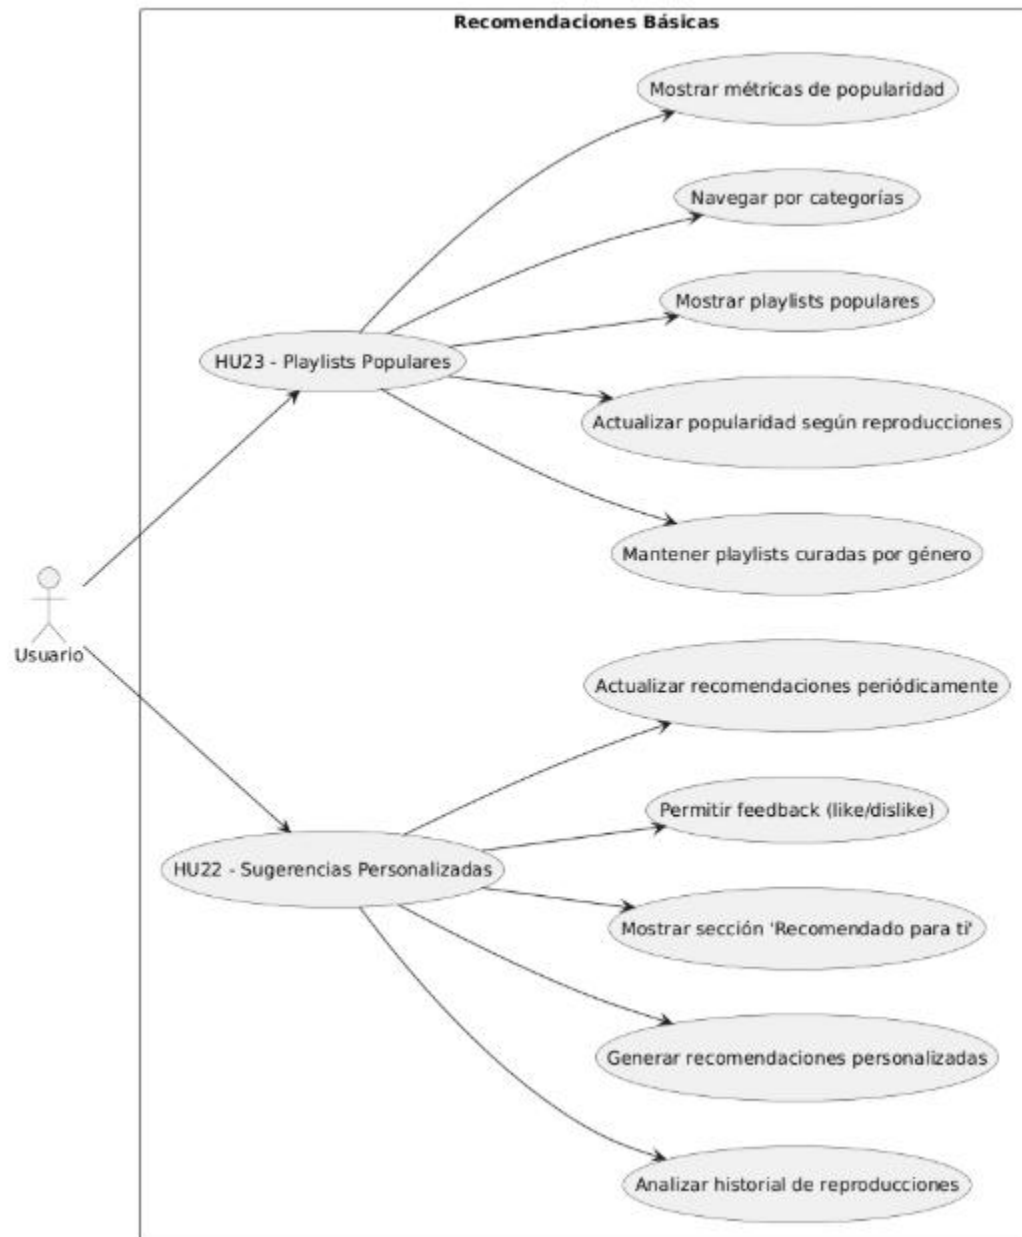 Recomendaciones Básicas
Mostrar métricas de popularidad
Navegar por categorías
Mostrar playlists populares
HU23 - Playlists Populares
Actualizar popularidad según reproducciones
Mantener playlists curadas por género
Usuario
Actualizar recomendaciones periódicamente
Permitir feedback (like/dislike)
HU22 - Sugerencias Personalizadas
Mostrar sección 'Recomendado para ti'
Generar recomendaciones personalizadas
Analizar historial de reproducciones